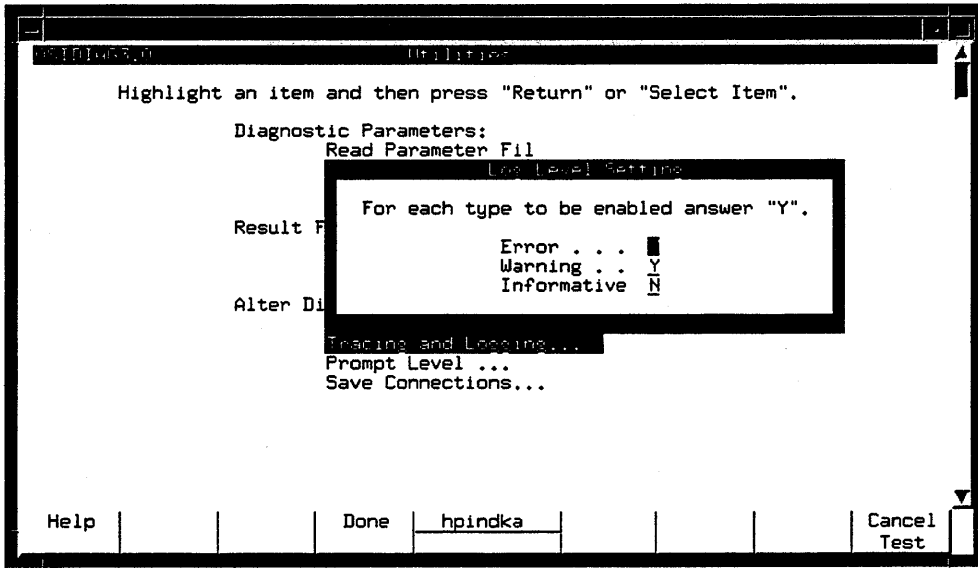 OSIDIAG3.0 Utilities
Highlight an item and then press "Return" or "Select Item".
Diagnostic Parameters:
Read Parameter Fil
Log Level Setting
For each type to be enabled answer "Y".
Result F
Error . . .
Warning . . Y
Informative N
Alter Di
Tracing and Logging...
Prompt Level ...
Save Connections...
Help Done hpindka Cancel
Test